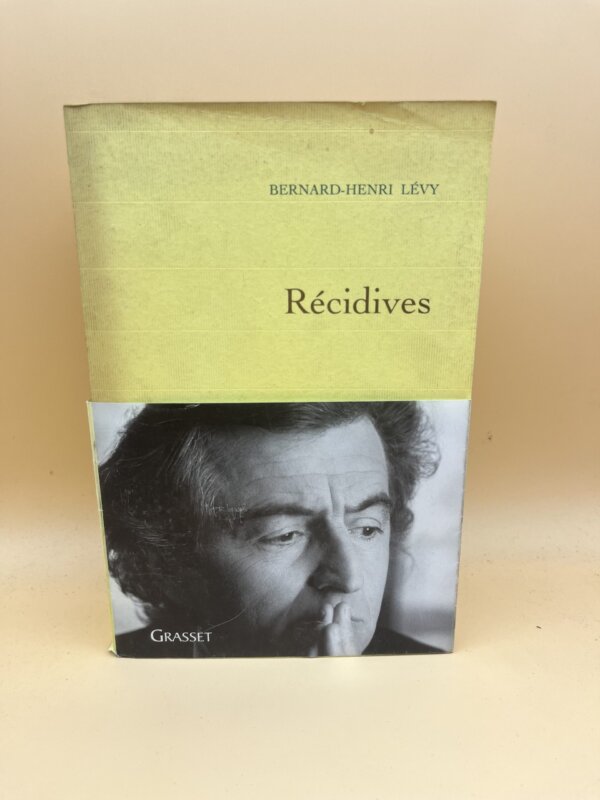 BERNARD-HENRI LÉVY
Récidives
GRASSET